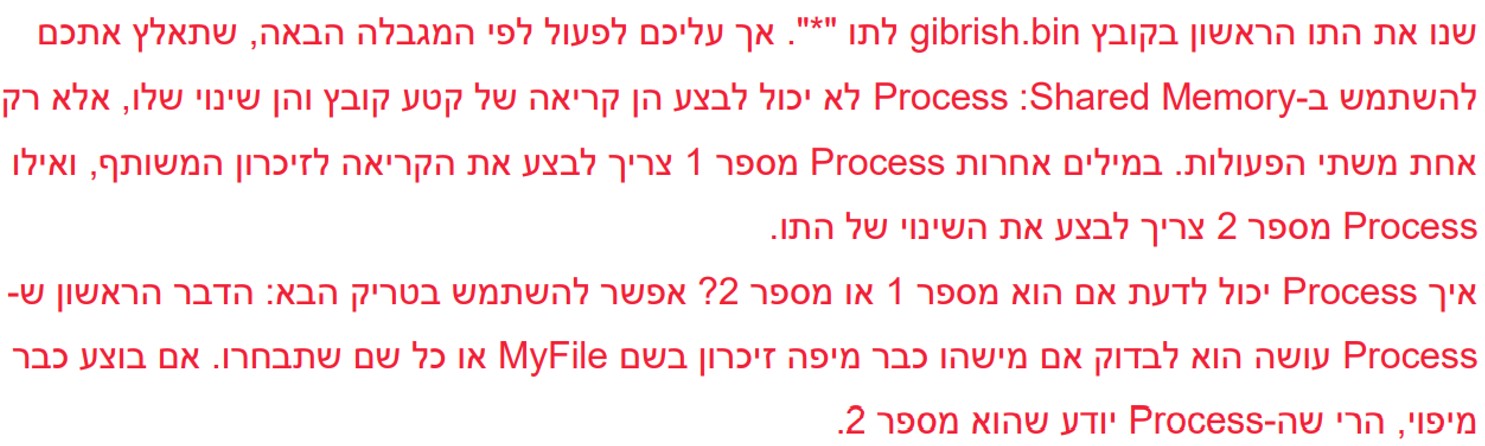 שנו את התו הראשון בקובץ gibrish.bin לתו "*". אך עליכם לפעול לפי המגבלה הבאה, שתאלץ אתכם
להשתמש ב-Shared Memory: Process לא יכול לבצע הן קריאה של קטע קובץ והן שינוי שלו, אלא רק
אחת משתי הפעולות. במילים אחרות Process מספר 1 צריך לבצע את הקריאה לזיכרון המשותף, ואילו
Process מספר 2 צריך לבצע את השינוי של התו.
איך Process יכול לדעת אם הוא מספר 1 או מספר 2? אפשר להשתמש בטריק הבא: הדבר הראשון ש-
Process עושה הוא לבדוק אם מישהו כבר מיפה זיכרון בשם MyFile או כל שם שתבחרו. אם בוצע כבר
מיפוי, הרי שה-Process יודע שהוא מספר 2.